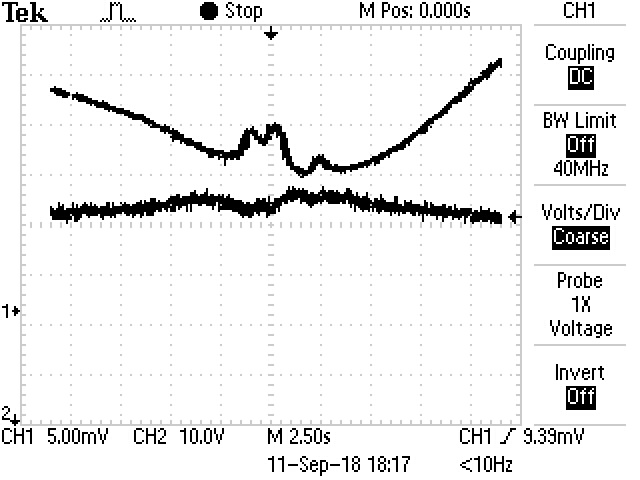 Tek Stop M Pos: 0.000s CH1
Coupling
DC
BW Limit
Off
40MHz
Volts/Div
Coarse
Probe
1X
Voltage
Invert
Off
1
2
CH1 5.00mV CH2 10.0V M 2.50s CH1 9.39mV
11-Sep-18 18:17 <10Hz